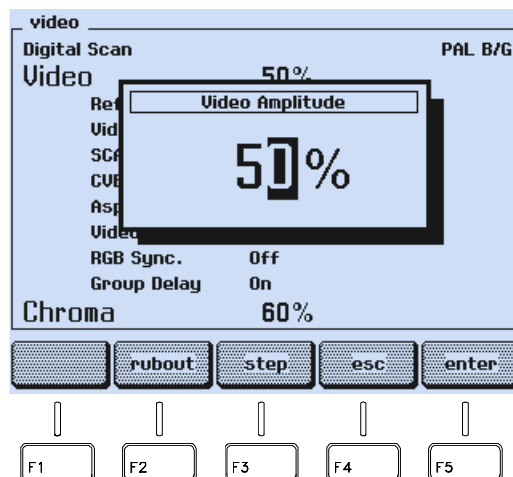 video
Digital Scan PAL B/G
Video 50%
Video Amplitude
50%
RGB Sync. Off
Group Delay On
Chroma 60%
rubout step esc enter
F1 F2 F3 F4 F5